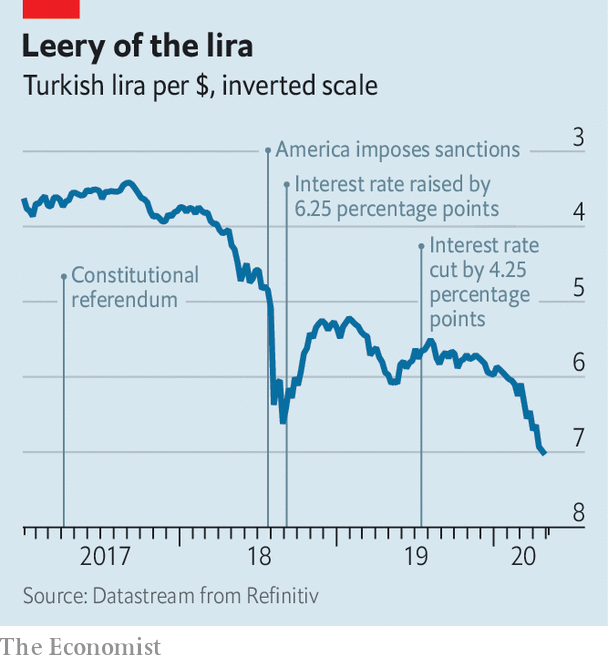 Leery of the lira
Turkish lira per $, inverted scale
3
America imposes sanctions
Interest rate raised by
6.25 percentage points
4
Interest rate
cut by 4.25
percentage
points
Constitutional
referendum
5
6
7
8
2017
18
19
20
Source: Datastream from Refinitiv
The Economist